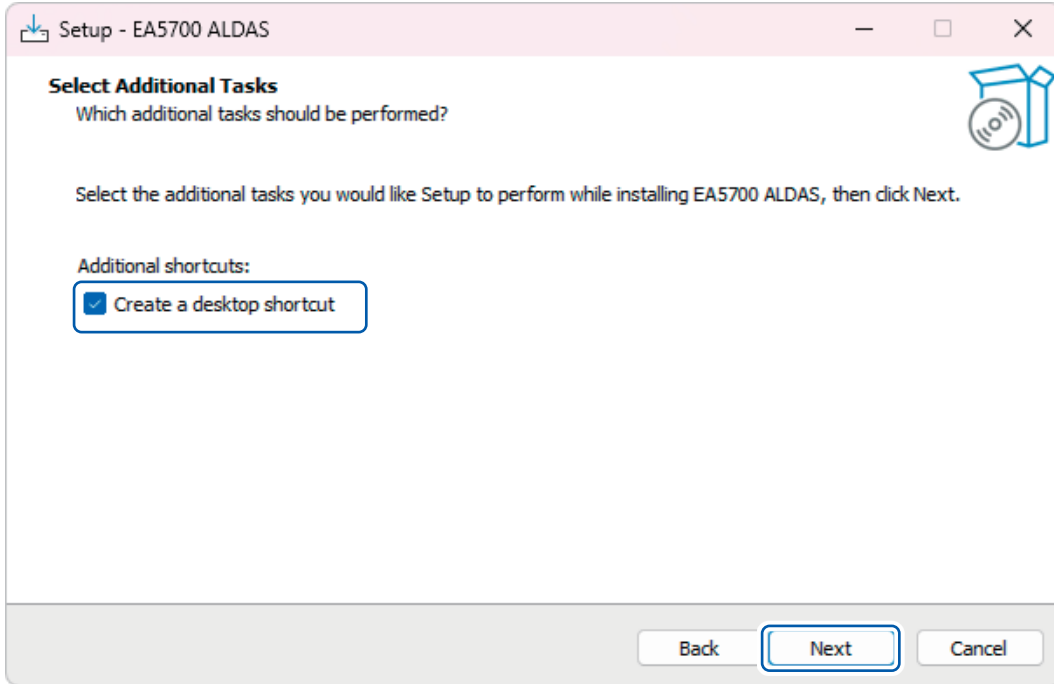 Setup - EA5700 ALDAS
Select Additional Tasks
Which additional tasks should be performed?
Select the additional tasks you would like Setup to perform while installing EA5700 ALDAS, then click Next.
Additional shortcuts:
Create a desktop shortcut
Back Next Cancel